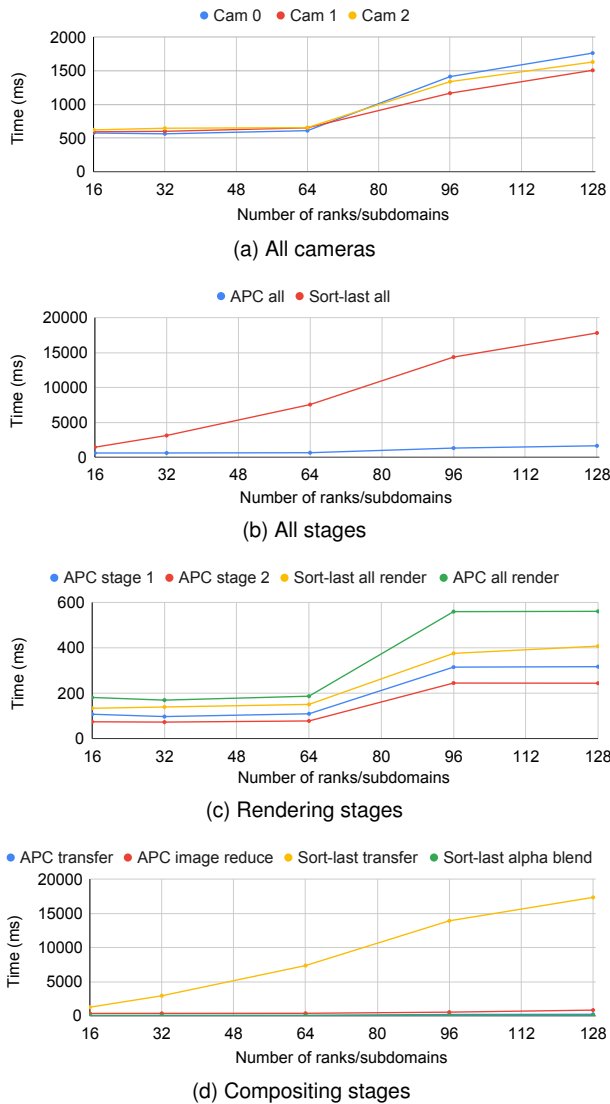 Cam 0 Cam 1 Cam 2
2000
1500
1000
500
0
Time (ms)
16 32 48 64 80 96 112 128
Number of ranks/subdomains
(a) All cameras
APC all Sort-last all
20000
15000
10000
5000
0
Time (ms)
16 32 48 64 80 96 112 128
Number of ranks/subdomains
(b) All stages
APC stage 1 APC stage 2 Sort-last all render APC all render
600
400
200
0
Time (ms)
16 32 48 64 80 96 112 128
Number of ranks/subdomains
(c) Rendering stages
APC transfer APC image reduce Sort-last transfer Sort-last alpha blend
20000
15000
10000
5000
0
Time (ms)
16 32 48 64 80 96 112 128
Number of ranks/subdomains
(d) Compositing stages